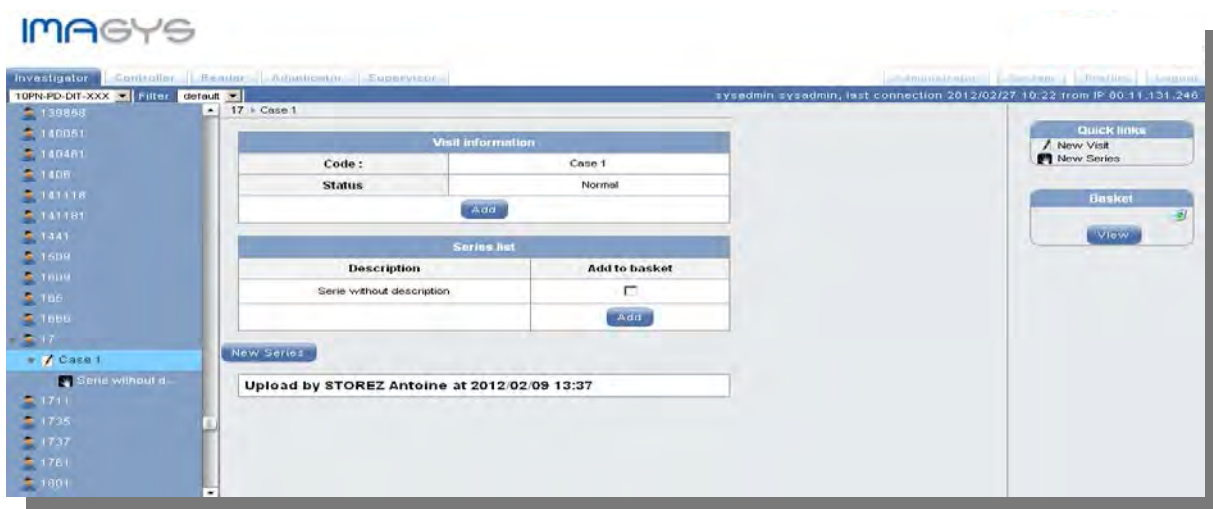 IMAGYS
Investigator Controller Reader Supervisor
Administrator System Profiles Logout
10PN-PD-DIT-XXX Filter default
sysadmin sysadmin, last connection 2012/02/27 10:22 from IP 80.11.131.246
139868
17 Case 1
140051
140461
1406
141118
141181
1441
1509
1609
166
1666
17
Case 1
Serie without d...
1711
1735
1737
1761
1801
Visit information
Code : Case 1
Status Normal
Add
Series list
Description Add to basket
Serie without description
Add
New Series
Upload by STOREZ Antoine at 2012/02/09 13:37
Quick links
New Visit
New Series
Basket
View